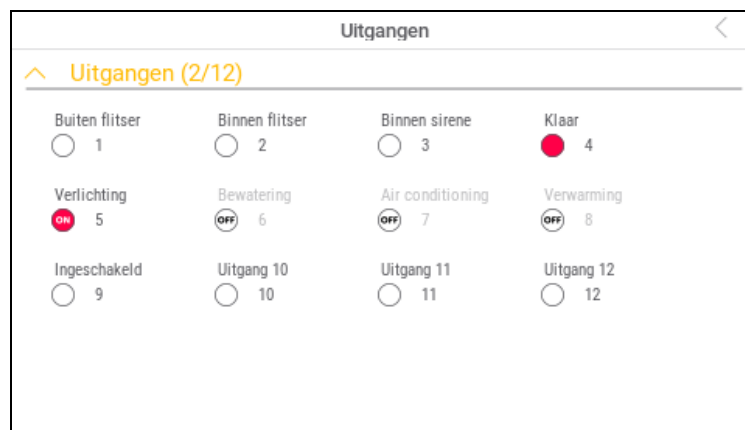 Uitgangen
Uitgangen (2/12)
Buiten flitser Binnen flitser Binnen sirene Klaar
1 2 3 4
Verlichting Bewatering Air conditioning Verwarming
ON 5 OFF 6 OFF 7 OFF 8
Ingeschakeld Uitgang 10 Uitgang 11 Uitgang 12
9 10 11 12